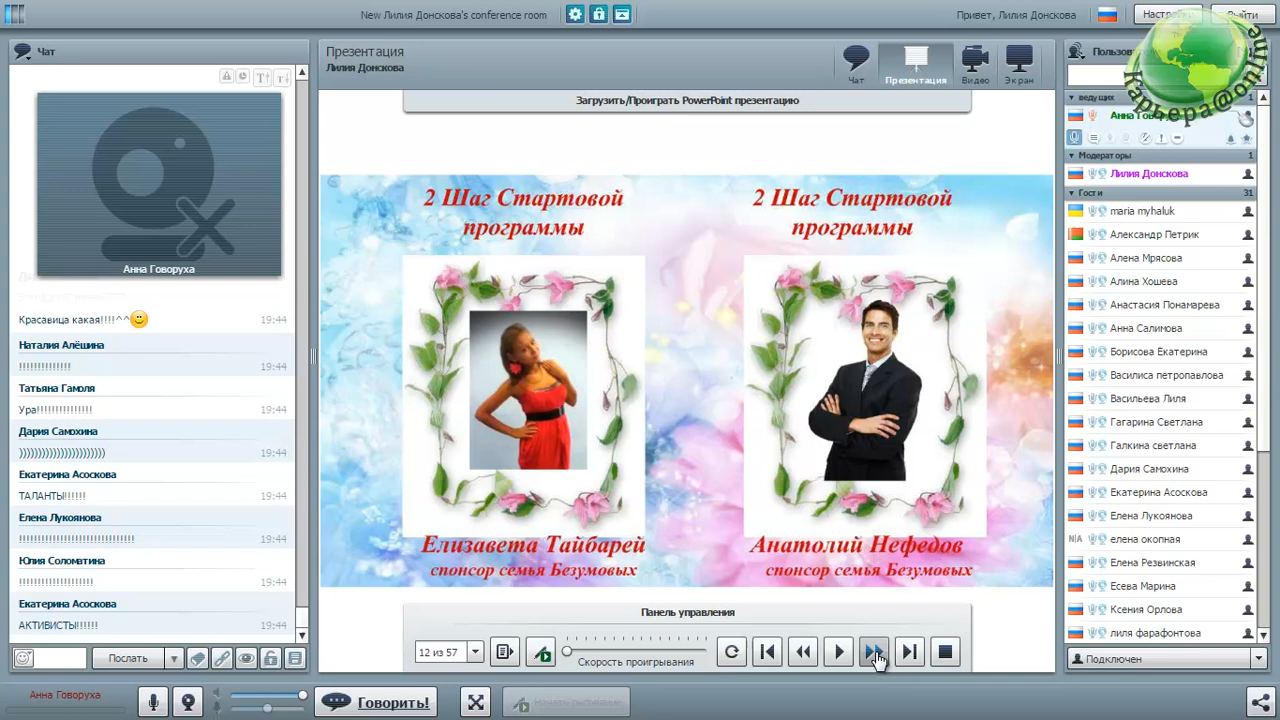 New Лилия Донскова's conference room
Привет, Лилия Донскова
Настройки
Выйти
Чат
Анна Говоруха
Красавица какая!!!!^^
19:44
Наталия Алёшина
!!!!!!!!!!!!!!
19:44
Татьяна Гамоля
Ура!!!!!!!!!!!!!!!
19:44
Дария Самохина
)))))))))))))))))))))))
19:44
Екатерина Асоскова
ТАЛАНТЫ!!!!!!
19:44
Елена Лукоянова
!!!!!!!!!!!!!!!!!!!!!!!!!!!!!!
19:44
Юлия Соломатина
!!!!!!!!!!!!!!!!!!!!
19:44
Екатерина Асоскова
АКТИВИСТЫ!!!!!!
19:44
Послать
Презентация
Лилия Донскова
Чат
Презентация
Видео
Экран
Загрузить/Проиграть PowerPoint презентацию
2 Шаг Стартовой
программы
Елизавета Тайбарей
спонсор семья Безумовых
2 Шаг Стартовой
программы
Анатолий Нефедов
спонсор семья Безумовых
Панель управления
12 из 57
Скорость проигрывания
карьера@online
ведущих
1
Модераторы
1
Лилия Донскова
Гости
31
maria myhaluk
Александр Петрик
Алена Мрясова
Алина Хошева
Анастасия Понамарева
Анна Салимова
Борисова Екатерина
Василиса петропавлова
Васильева Лиля
Гагарина Светлана
Галкина светлана
Дария Самохина
Екатерина Асоскова
Елена Лукоянова
N/A
елена окопная
Елена Резвинская
Есева Марина
Ксения Орлова
лиля фарафонтова
Подключен
Анна Говоруха
Говорить!